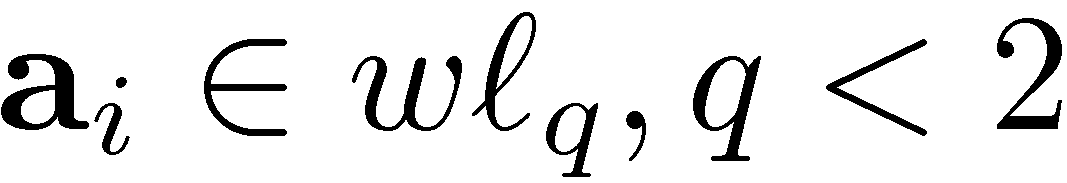 𝐚ᵢ ∈ wℓ_q, q < 2